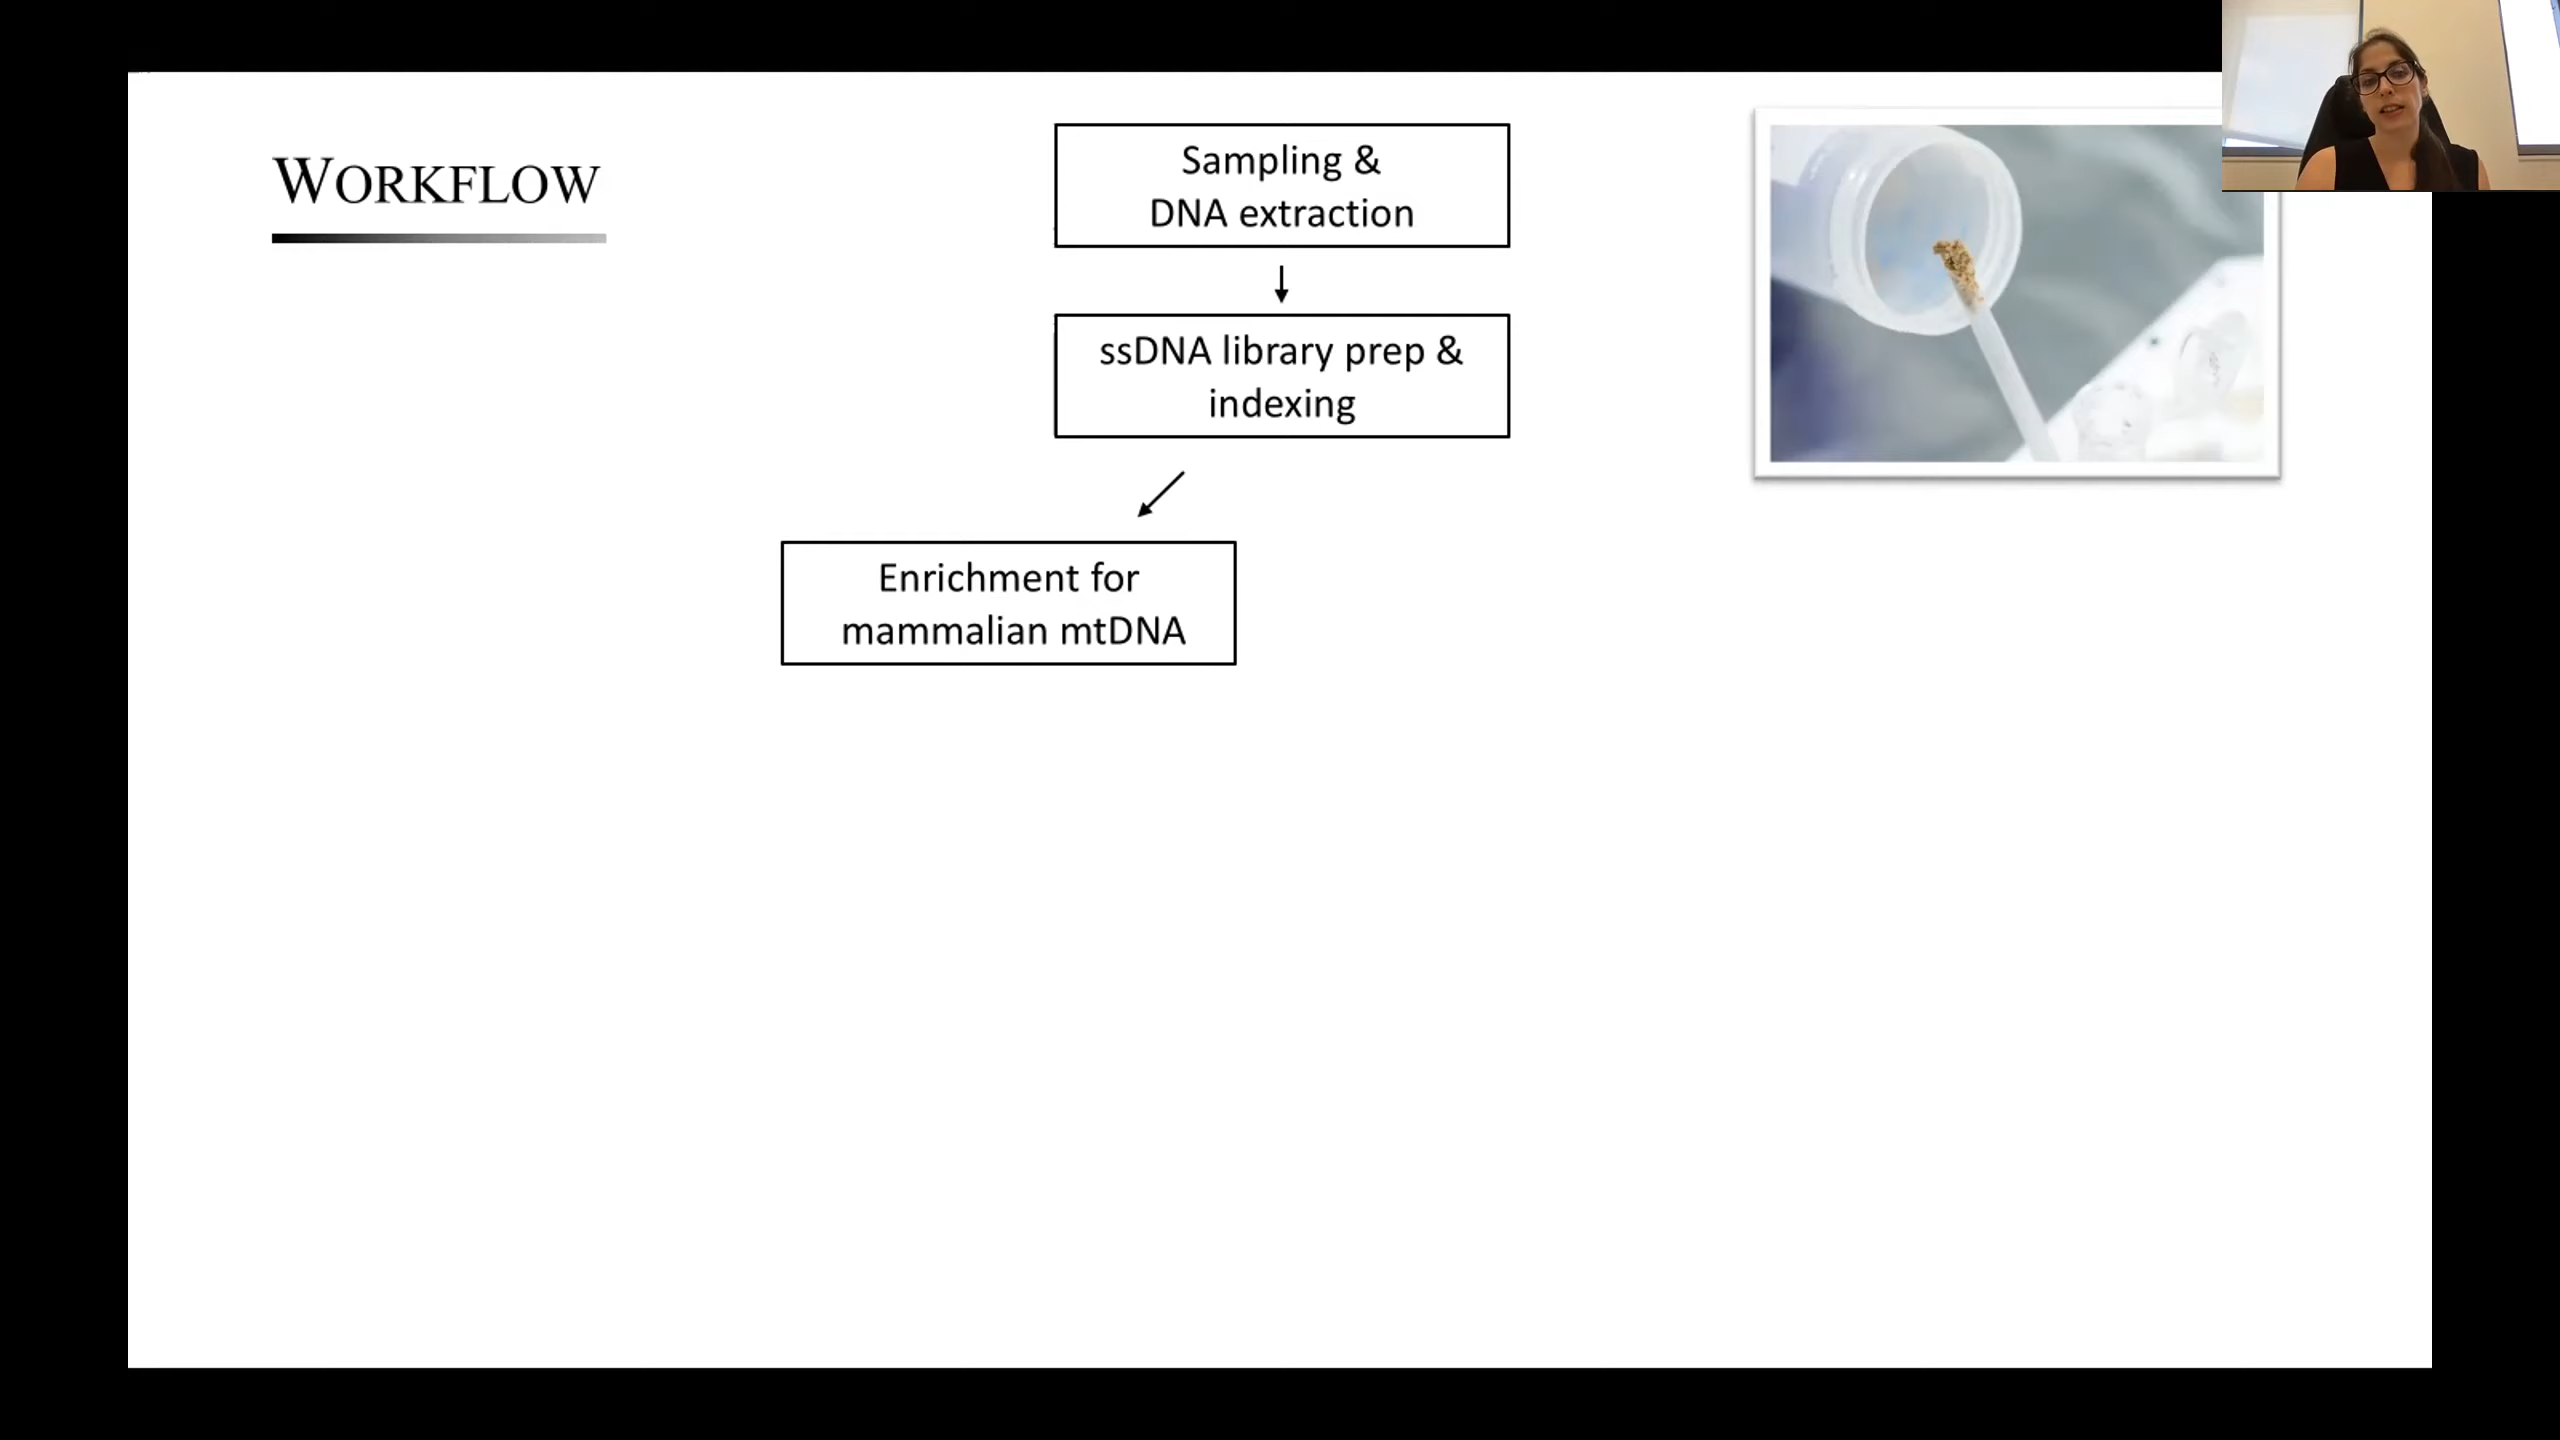 WORKFLOW
Sampling &
DNA extraction
ssDNA library prep &
indexing
Enrichment for
mammalian mtDNA